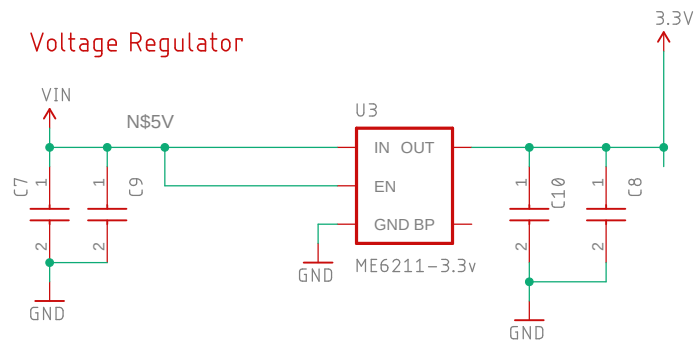 Voltage Regulator
3.3V
VIN
N$5V
U3
IN OUT
EN
GND BP
C7
1
2
C9
1
2
C10
1
2
C8
1
2
ME6211-3.3v
GND
GND
GND